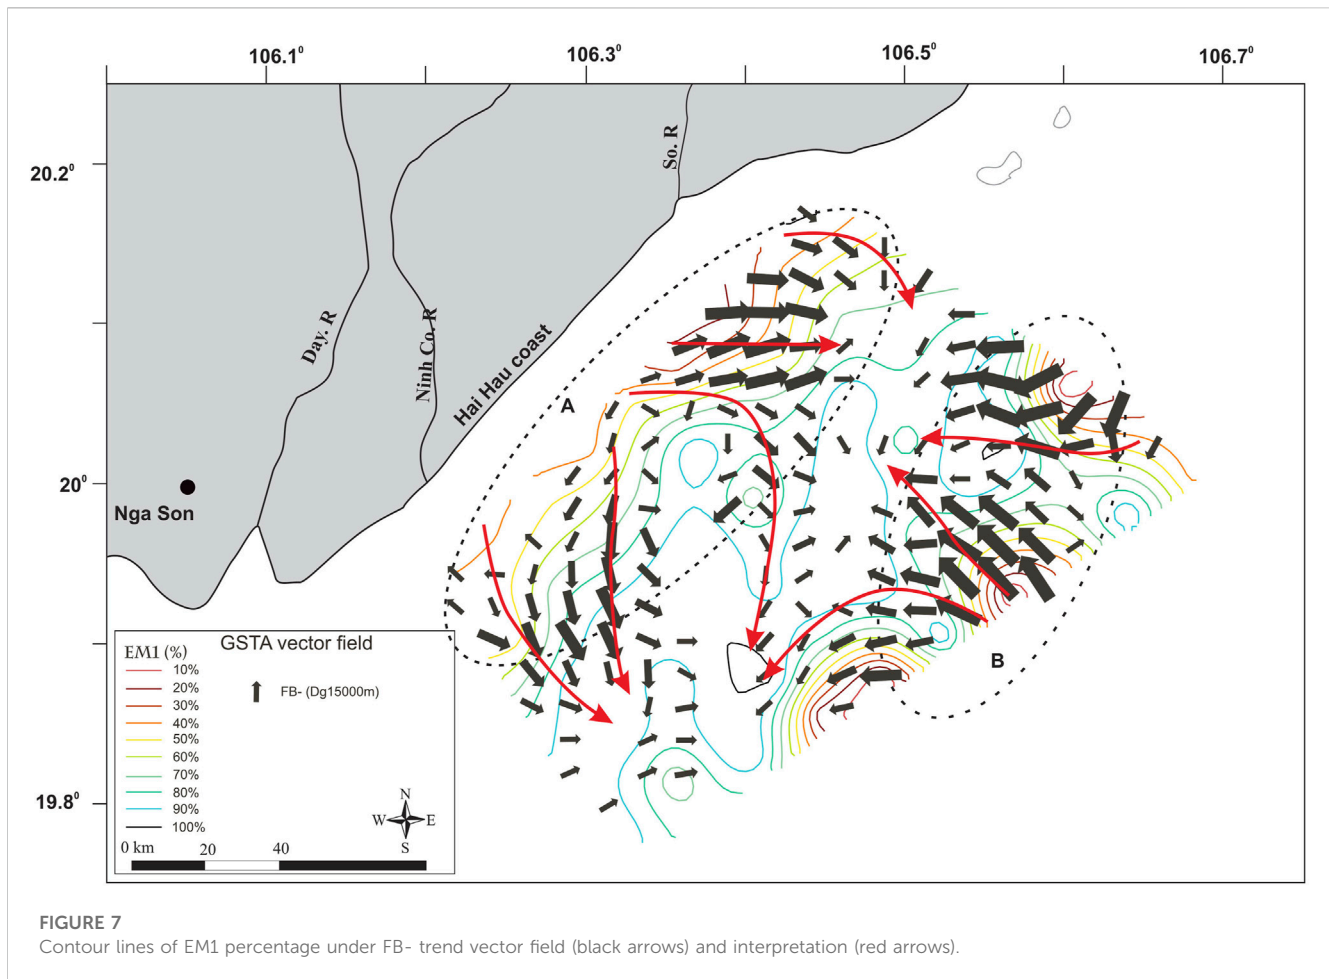 106.1⁰ 106.3⁰ 106.5⁰ 106.7⁰
20.2⁰
So. R
Day. R
Ninh Co. R
Hai Hau coast
A
20⁰
Nga Son
B
EM1 (%)
GSTA vector field
10%
FB- (Dg15000m)
20%
30%
40%
50%
60%
70%
80%
90%
100%
19.8⁰
N
W E
S
0 km 20 40
FIGURE 7
Contour lines of EM1 percentage under FB- trend vector field (black arrows) and interpretation (red arrows).